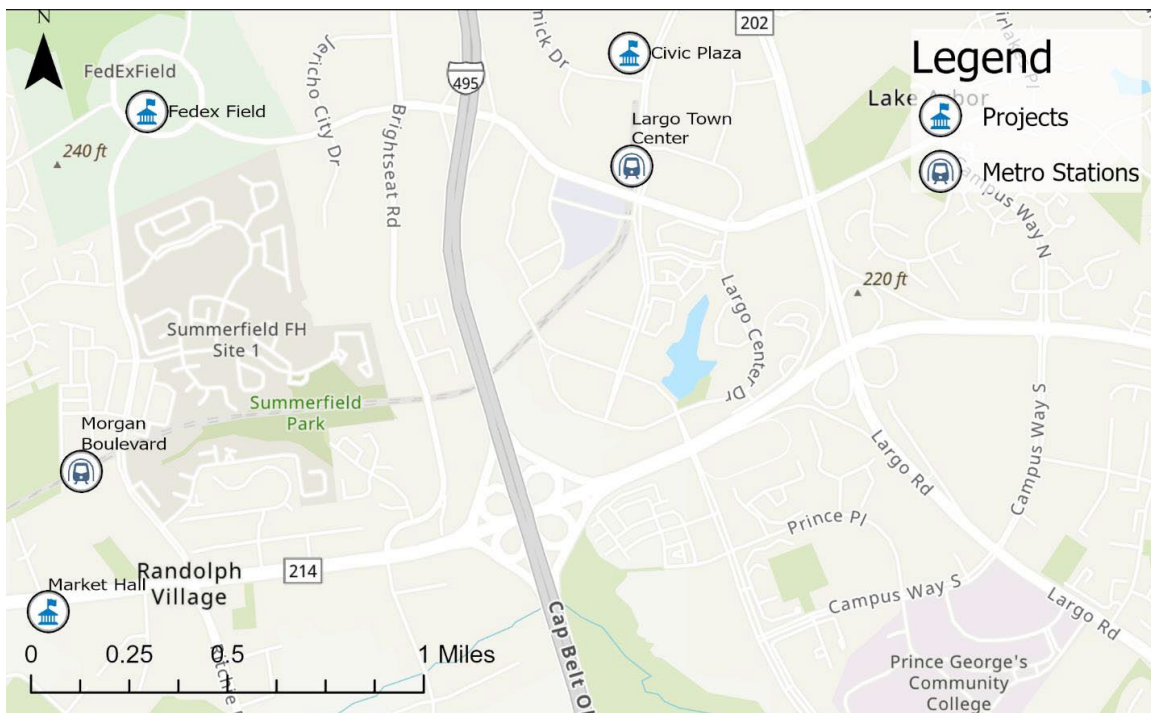 N
FedExField
Fedex Field
240 ft
Jericho City Dr
Brightseat Rd
495
mick Dr
Civic Plaza
202
Largo Town
Center
Legend
Projects
Metro Stations
Lake Arbor
Campus Way N
220 ft
Largo Center Dr
Summerfield FH
Site 1
Summerfield
Park
Morgan
Boulevard
Largo Rd
Campus Way S
Prince Pl
Market Hall
Randolph
Village
214
Cap Belt O
Campus Way S
Largo Rd
Prince George's
Community
College
0 0.25 0.5 1 Miles